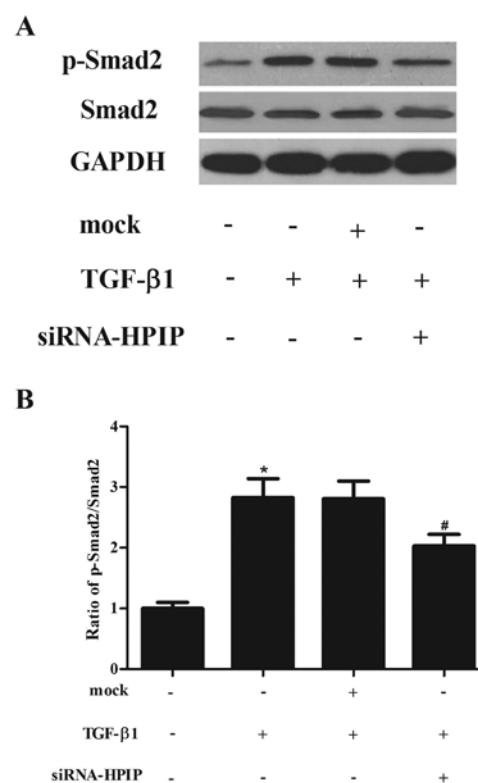 A
p-Smad2
Smad2
GAPDH
mock - - + -
TGF-β1 - + + +
siRNA-HPIP - - - +
B
Ratio of p-Smad2/Smad2
4
3
2
1
0
*
#
mock - - + -
TGF-β1 - + + +
siRNA-HPIP - - - +